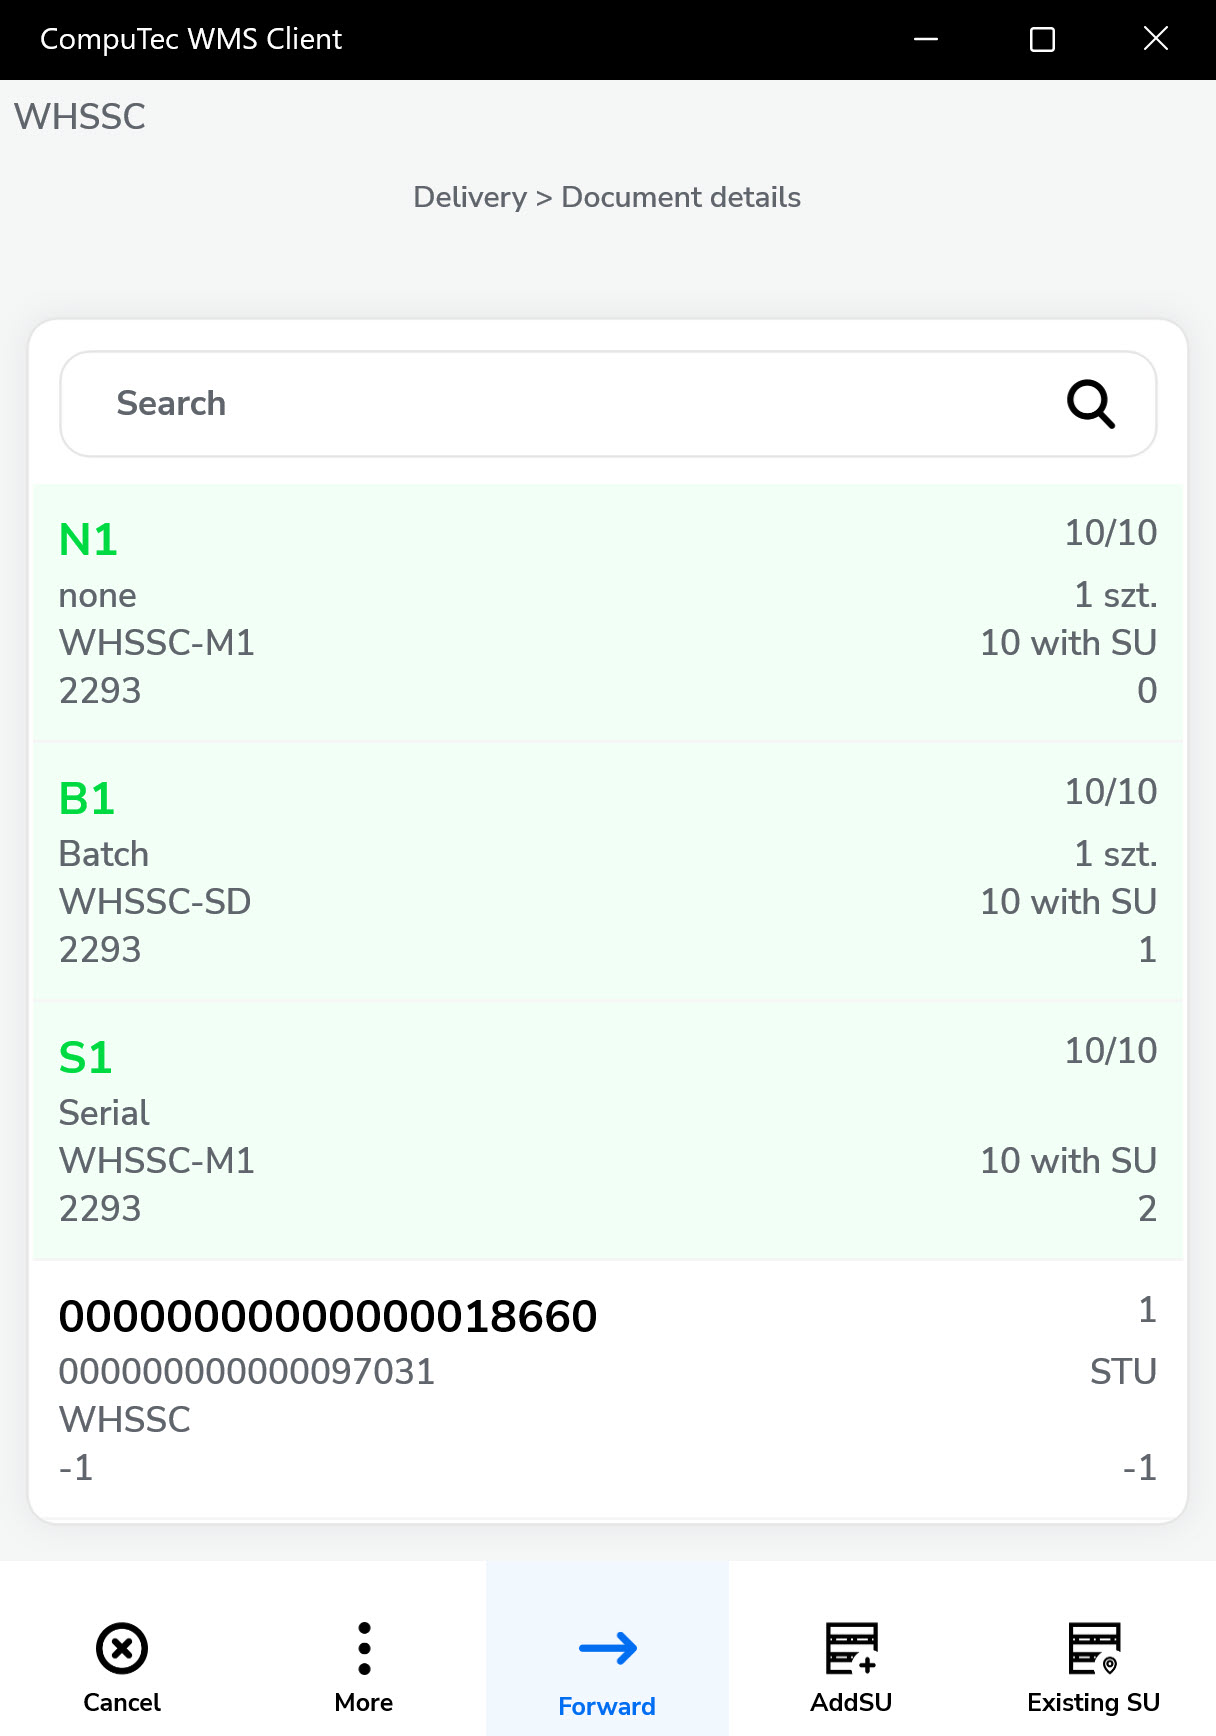 CompuTec WMS Client
WHSSC
Delivery > Document details
Search
N1 10/10
none 1 szt.
WHSSC-M1 10 with SU
2293 0
B1 10/10
Batch 1 szt.
WHSSC-SD 10 with SU
2293 1
S1 10/10
Serial
WHSSC-M1 10 with SU
2293 2
00000000000000018660 1
000000000000097031 STU
WHSSC
-1 -1
Cancel More Forward AddSU Existing SU